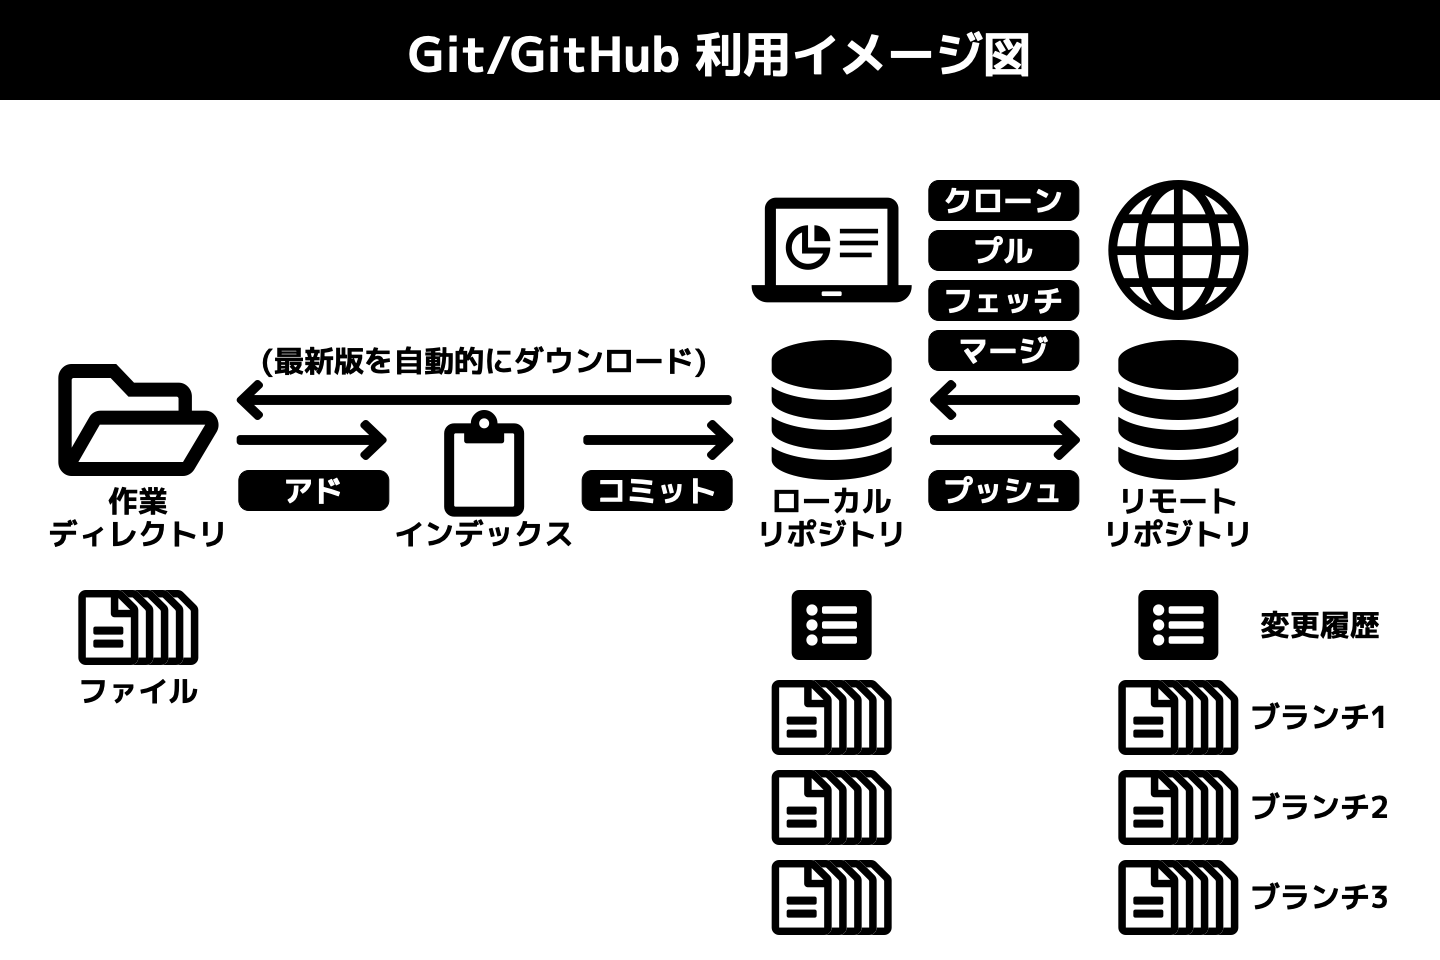 Git/GitHub 利用イメージ図
クローン
プル
フェッチ
マージ
(最新版を自動的にダウンロード)
アド
コミット
プッシュ
作業
ディレクトリ
インデックス
ローカル
リポジトリ
リモート
リポジトリ
ファイル
変更履歴
ブランチ1
ブランチ2
ブランチ3